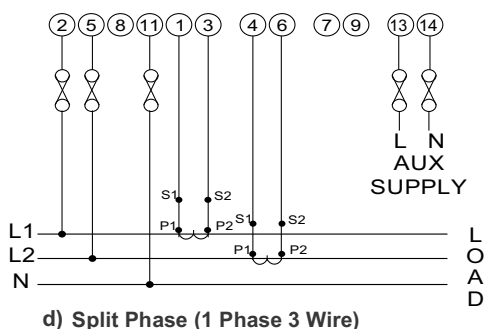 2 5 8 11 1 3 4 6 7 9 13 14
L N
AUX
SUPPLY
S1 S2
S1 S2
P1 P2
L1
P1 P2
L2
N
L
O
A
D
d) Split Phase (1 Phase 3 Wire)